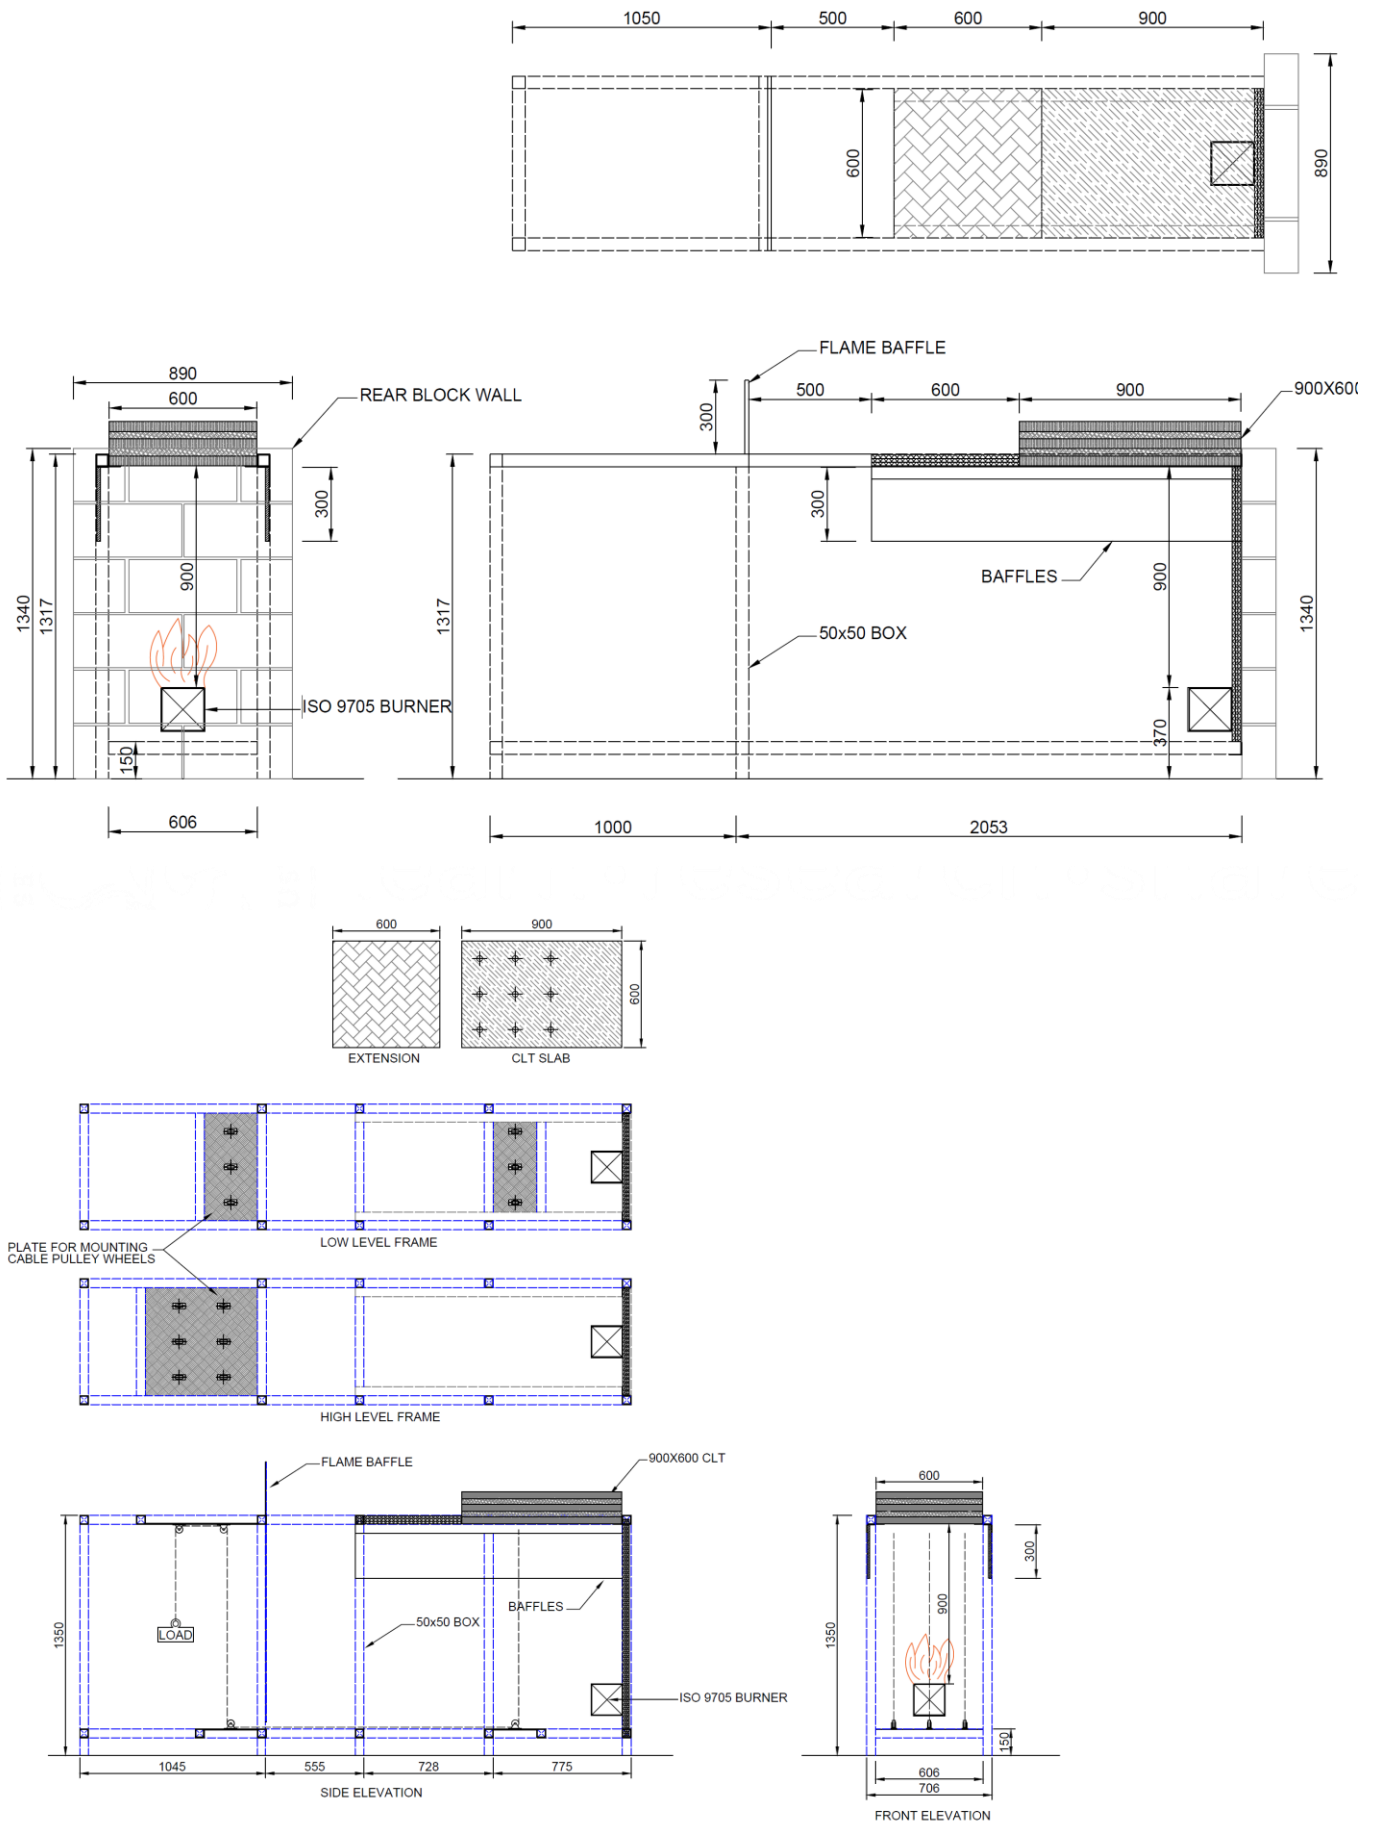 1050
500
600
900
600
890
FLAME BAFFLE
890
600
REAR BLOCK WALL
300
500
600
900
900X600
300
300
900
BAFFLES
900
1340
1317
1317
1340
50x50 BOX
ISO 9705 BURNER
370
150
606
1000
2053
600
900
600
EXTENSION
CLT SLAB
PLATE FOR MOUNTING
CABLE PULLEY WHEELS
LOW LEVEL FRAME
HIGH LEVEL FRAME
FLAME BAFFLE
900X600 CLT
600
300
BAFFLES
900
50x50 BOX
LOAD
1350
1350
ISO 9705 BURNER
150
1045
555
728
775
606
706
SIDE ELEVATION
FRONT ELEVATION